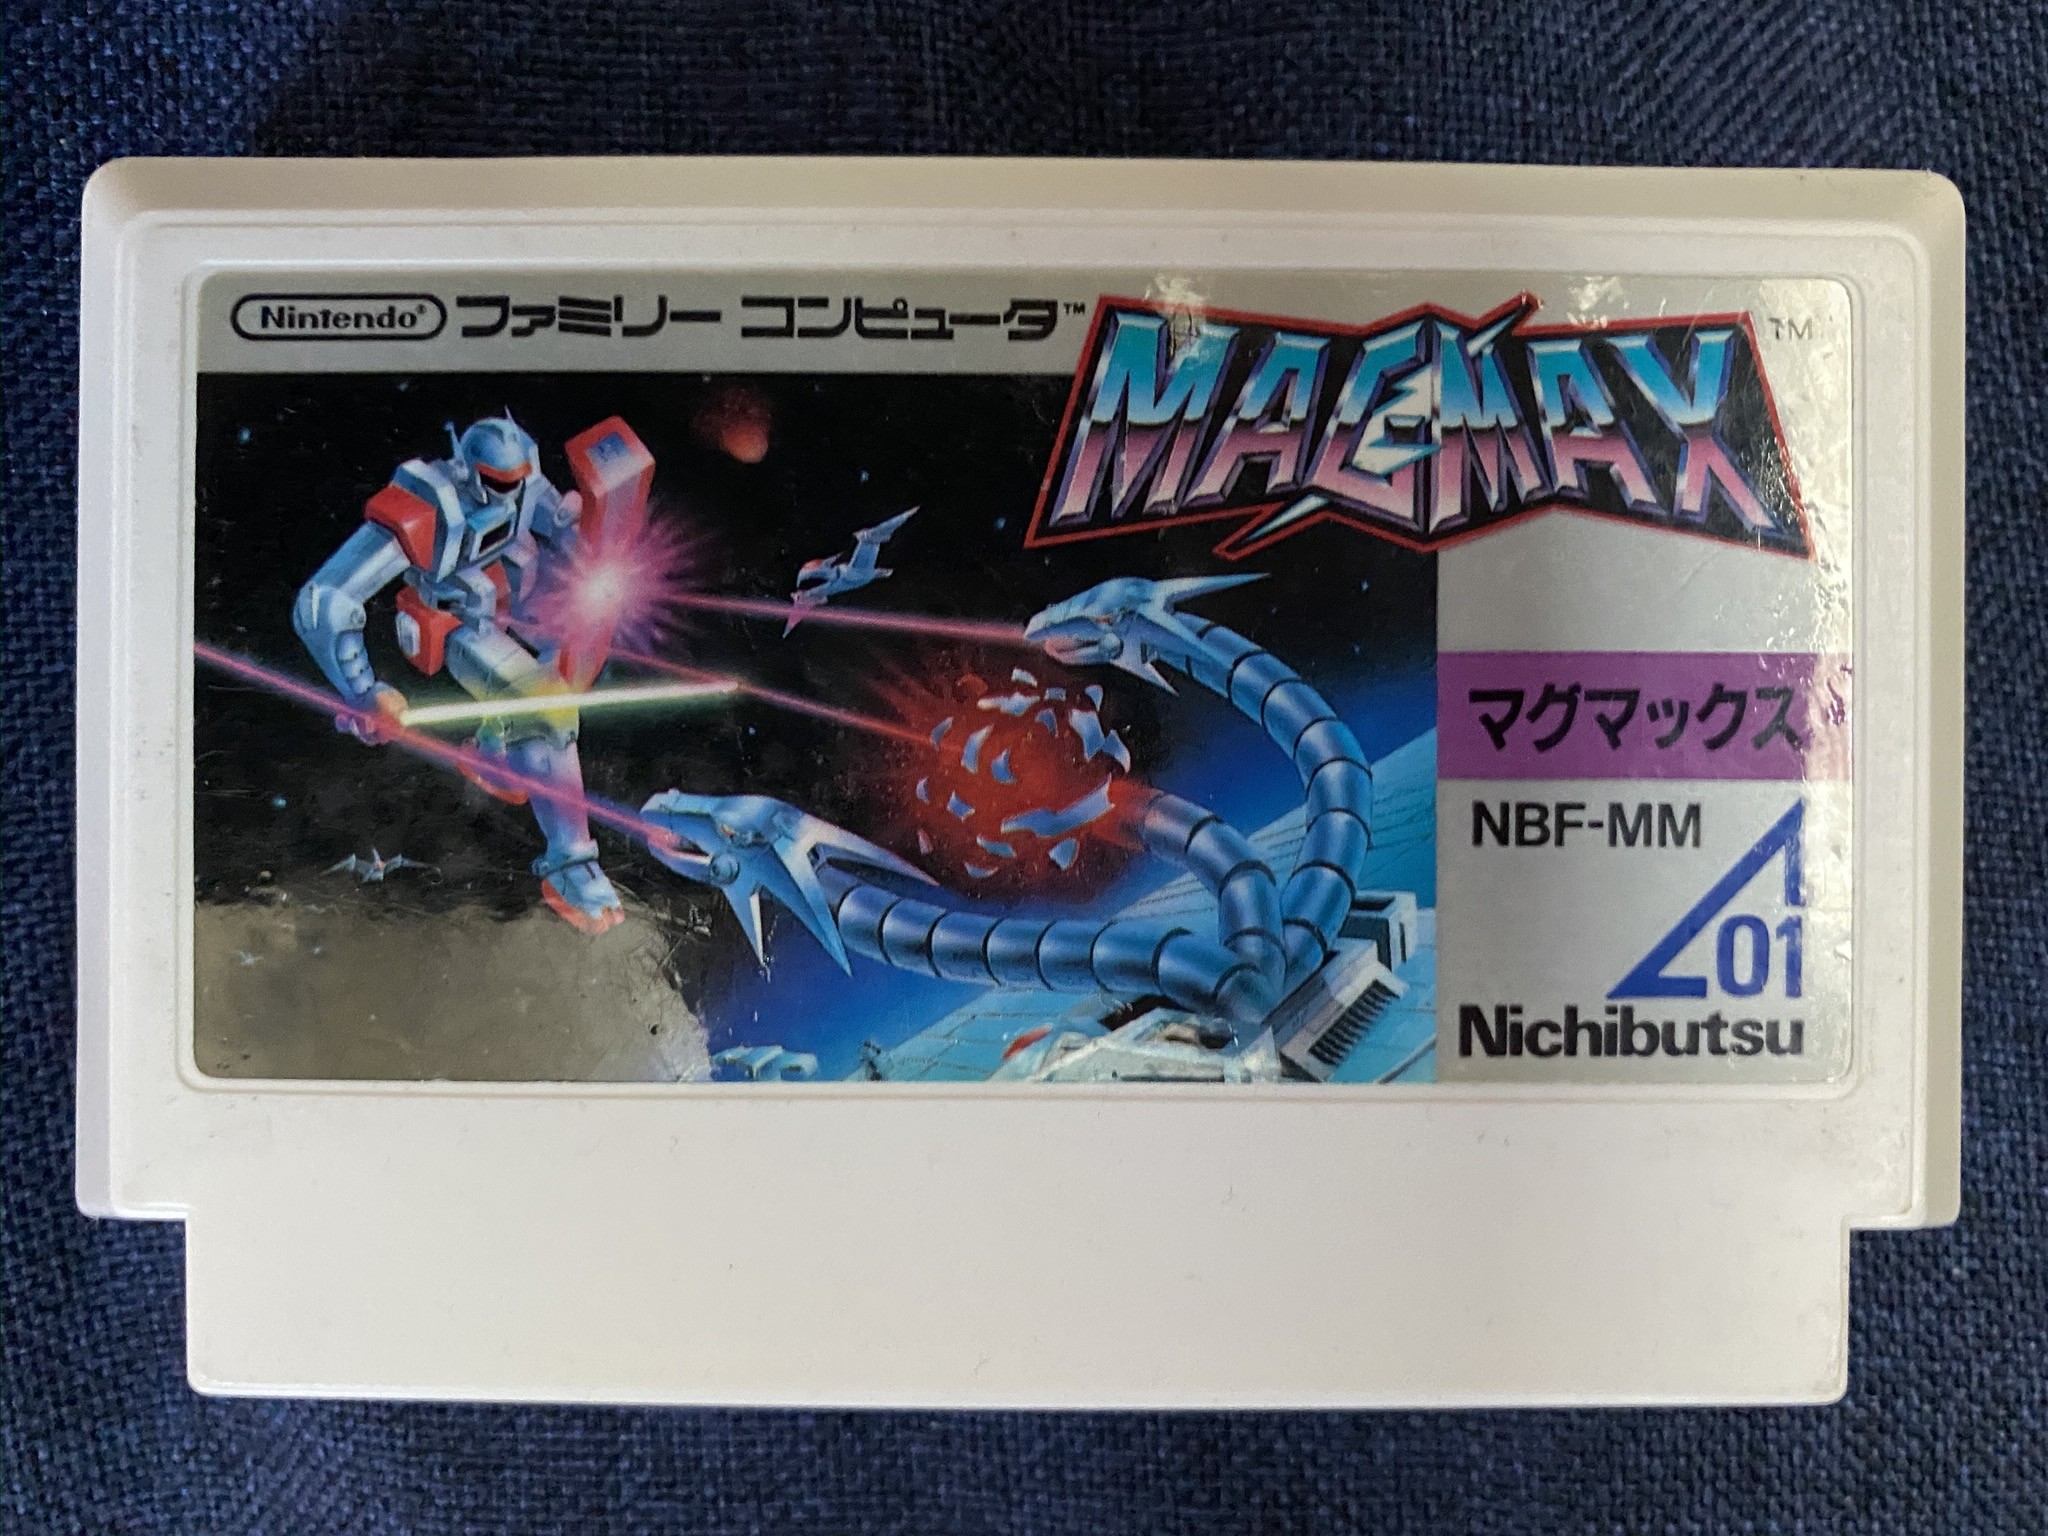 Nintendo® ファミリー コンピュータ™
MAGMAX ™
マグマックス
NBF-MM
01
Nichibutsu